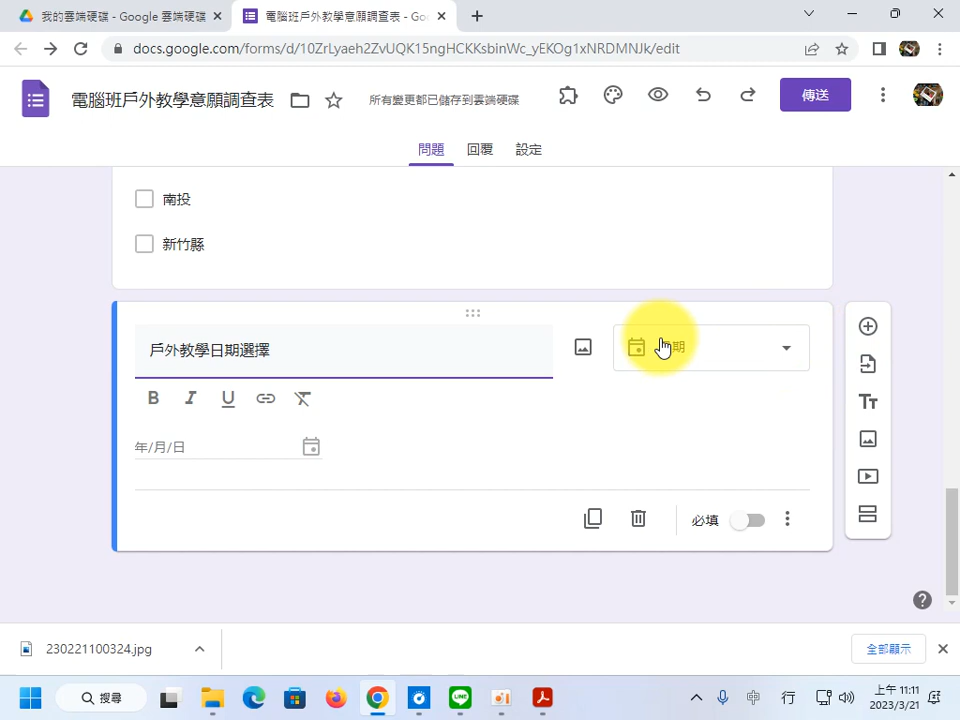 我的雲端硬碟 - Google 雲端硬碟
電腦班戶外教學意願調查表 - Goo
docs.google.com/forms/d/10ZrLyaeh2ZvUQK15ngHCKKsbinWc_yEKOg1xNRDMNJk/edit
電腦班戶外教學意願調查表
所有變更都已儲存到雲端硬碟
傳送
問題 回覆 設定
南投
新竹縣
戶外教學日期選擇
期
B I U
年/月/日
必填
Tт
230221100324.jpg
全部顯示
搜尋
中 行
上午 11:11
2023/3/21